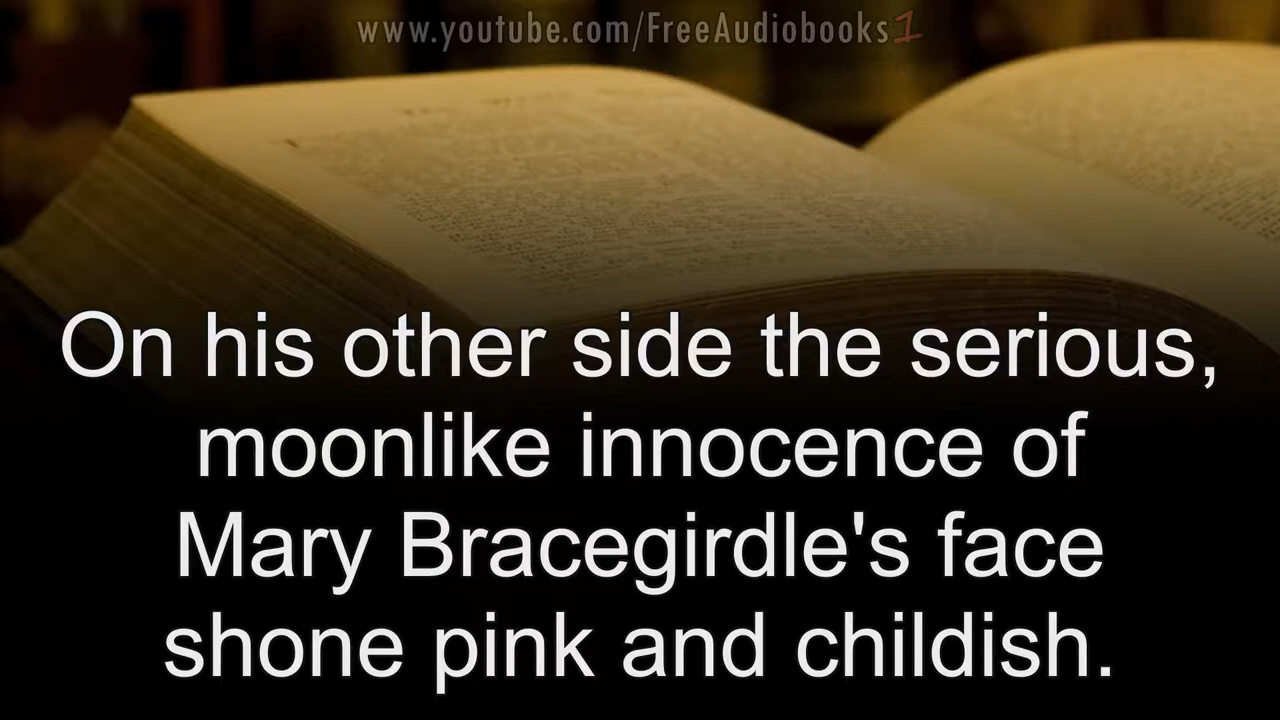 www.youtube.com/FreeAudiobooks1
On his other side the serious,
moonlike innocence of
Mary Bracegirdle's face
shone pink and childish.